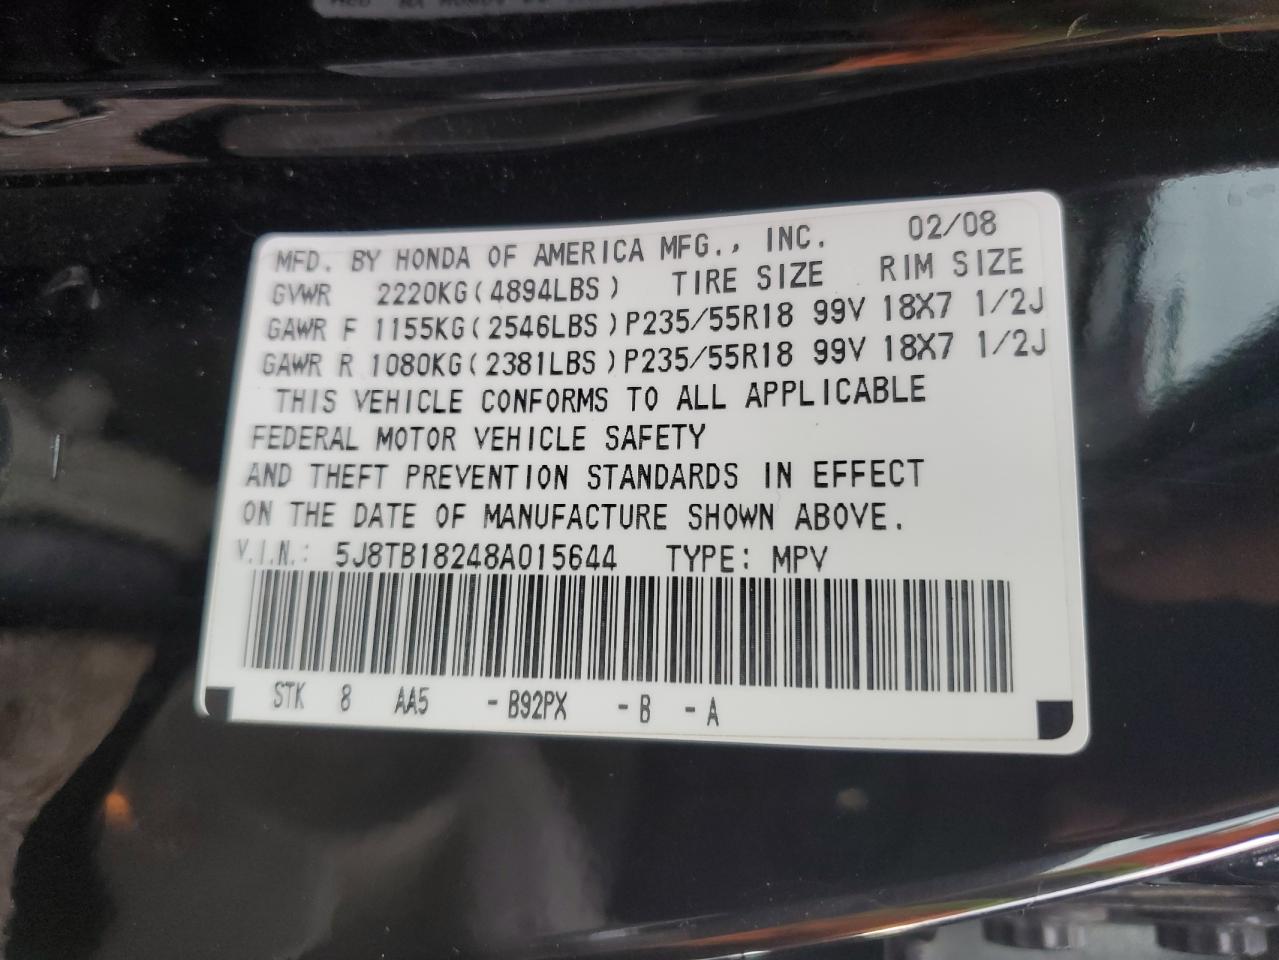 MFD. BY HONDA OF AMERICA MFG., INC. 02/08
GVWR 2220KG(4894LBS) TIRE SIZE RIM SIZE
GAWR F 1155KG(2546LBS)P235/55R18 99V 18X7 1/2J
GAWR R 1080KG(2381LBS)P235/55R18 99V 18X7 1/2J
THIS VEHICLE CONFORMS TO ALL APPLICABLE
FEDERAL MOTOR VEHICLE SAFETY
AND THEFT PREVENTION STANDARDS IN EFFECT
ON THE DATE OF MANUFACTURE SHOWN ABOVE.
V.I.N.: 5J8TB18248A015644 TYPE: MPV
STK 8 AA5 -B92PX -B -A